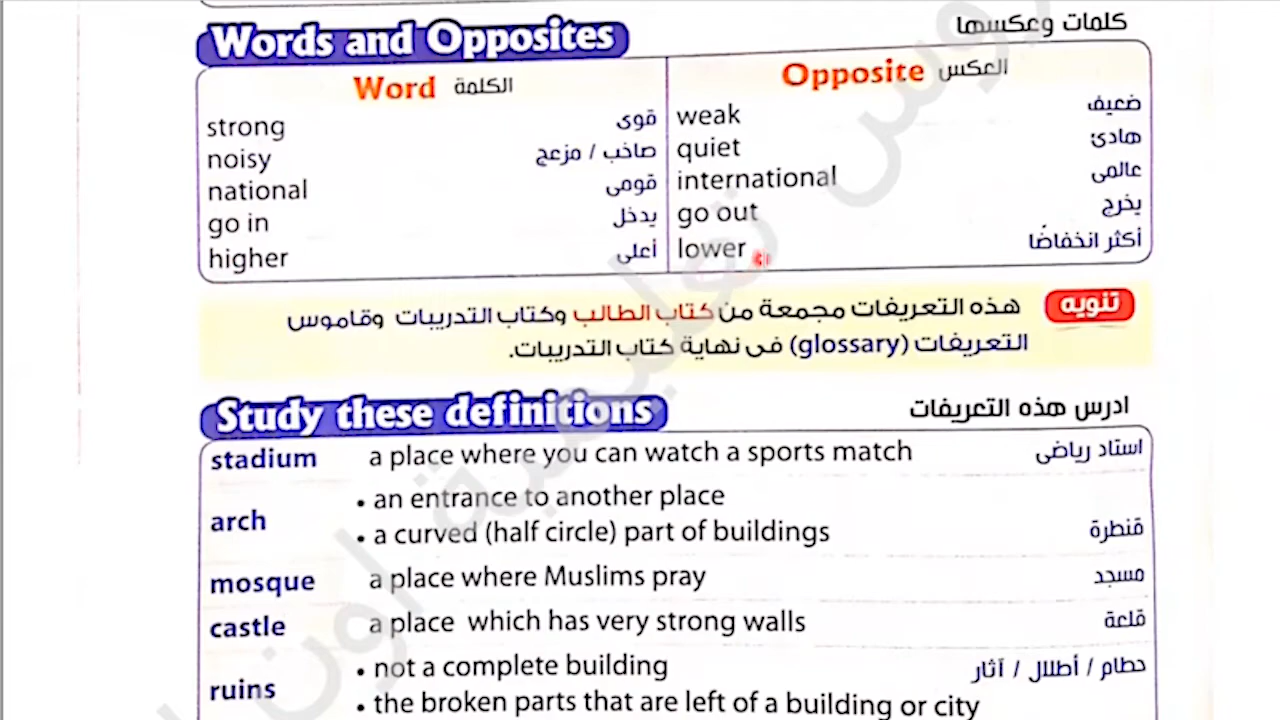 Words and Opposites كلمات وعكسها
Word الكلمة Opposite العكس
strong قوى weak ضعيف
noisy صاخب / مزعج quiet هادئ
national قومى international عالمى
go in يدخل go out يخرج
higher أعلى lower أكثر انخفاضًا
تنويه هذه التعريفات مجمعة من كتاب الطالب وكتاب التدريبات وقاموس
التعريفات (glossary) فى نهاية كتاب التدريبات.
Study these definitions ادرس هذه التعريفات
stadium a place where you can watch a sports match استاد رياضى
arch • an entrance to another place
• a curved (half circle) part of buildings قنطرة
mosque a place where Muslims pray مسجد
castle a place which has very strong walls قلعة
ruins • not a complete building حطام / أطلال / آثار
• the broken parts that are left of a building or city